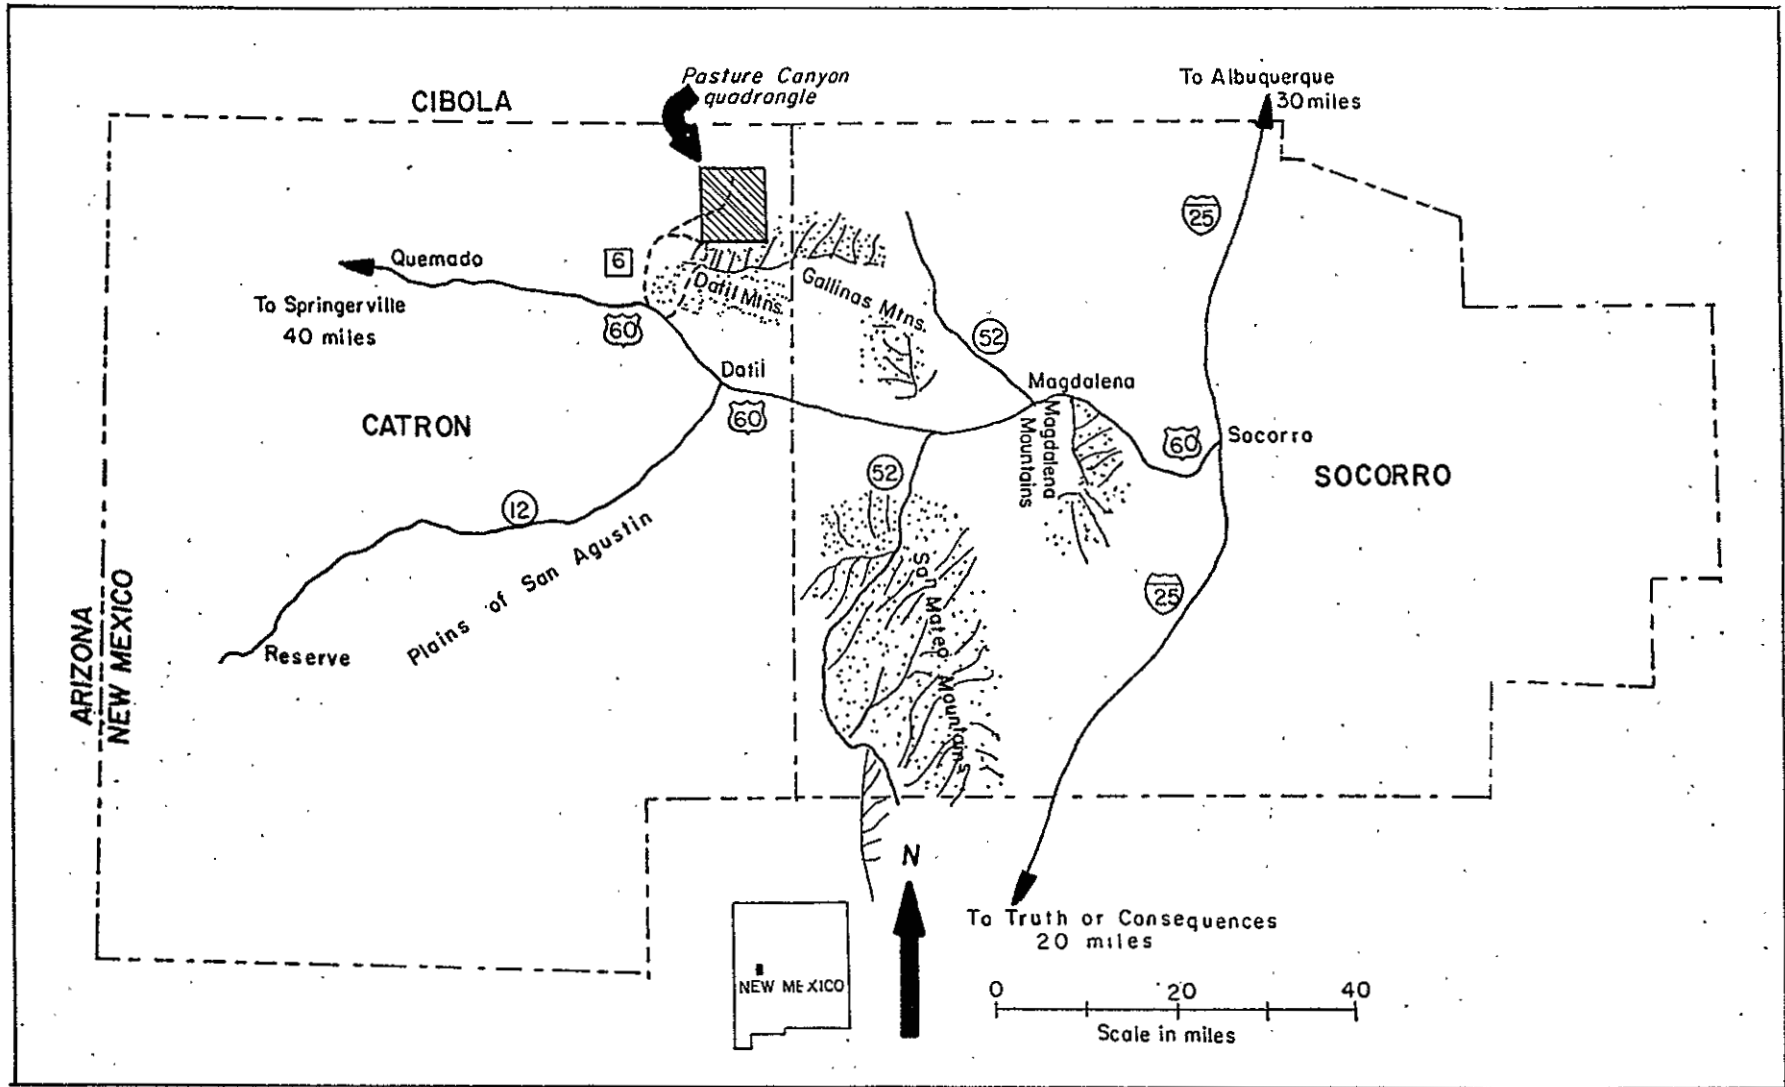 Pasture Canyon
quadrangle
To Albuquerque
30 miles
CIBOLA
25
Quemado
6
To Springerville
40 miles
60
Datil Mtns.
Gallinas Mtns.
52
Datil
60
Magdalena
CATRON
Magdalena
Mountains
60
Socorro
SOCORRO
52
12
Plains of San Agustin
San Mateo Mountains
25
ARIZONA
NEW MEXICO
Reserve
N
To Truth or Consequences
20 miles
NEW MEXICO
0 20 40
Scale in miles